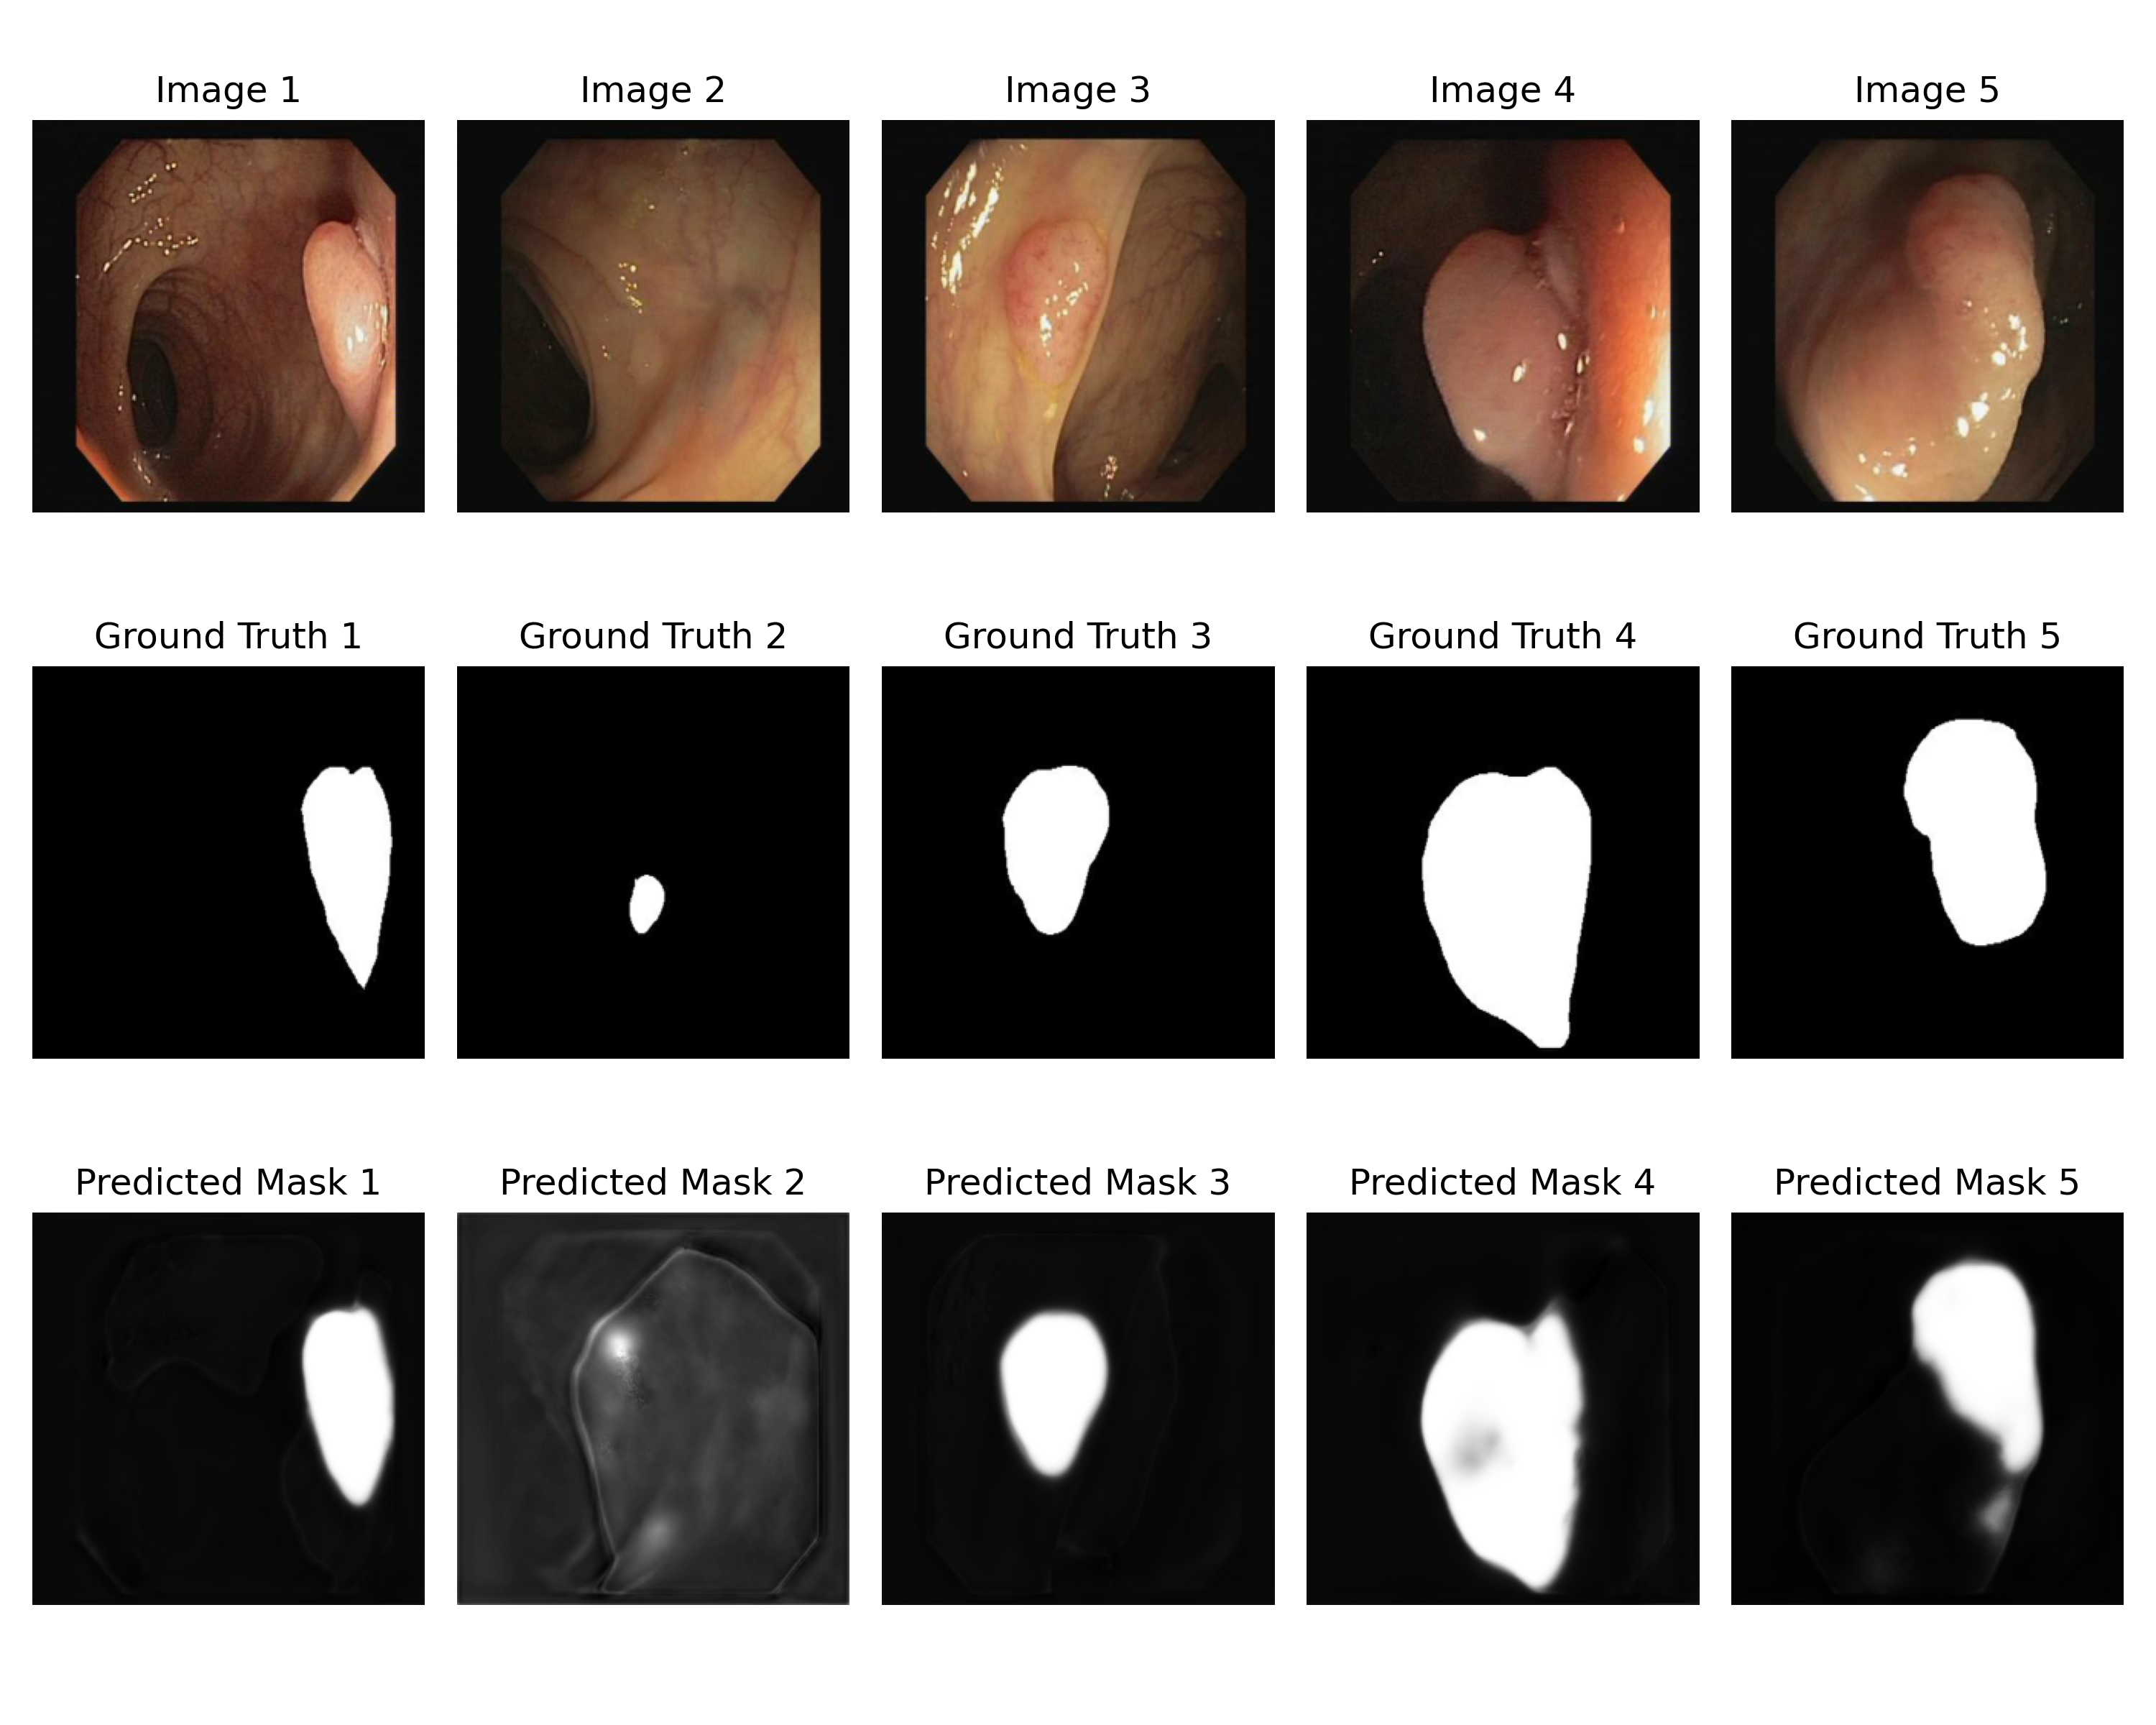 Image 1
Image 2
Image 3
Image 4
Image 5
Ground Truth 1
Ground Truth 2
Ground Truth 3
Ground Truth 4
Ground Truth 5
Predicted Mask 1
Predicted Mask 2
Predicted Mask 3
Predicted Mask 4
Predicted Mask 5